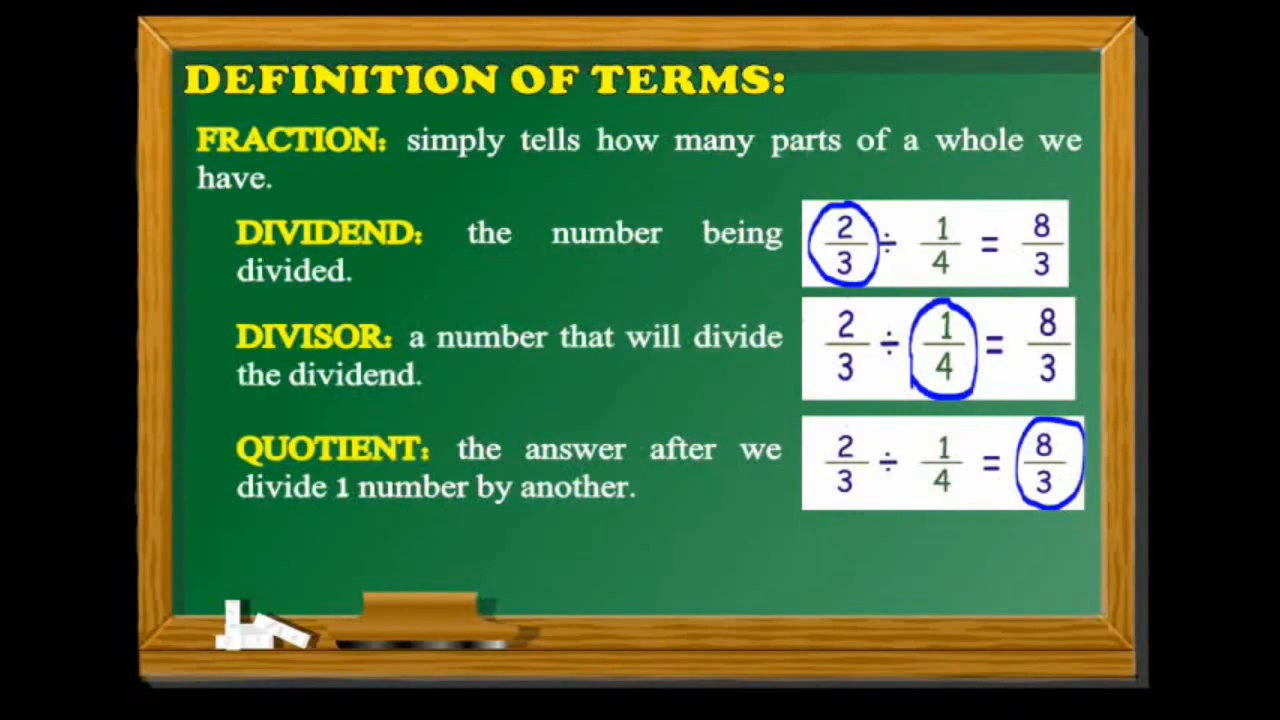 DEFINITION OF TERMS:
FRACTION: simply tells how many parts of a whole we
have.
DIVIDEND: the number being
divided.
2/3 ÷ 1/4 = 8/3
DIVISOR: a number that will divide
the dividend.
2/3 ÷ 1/4 = 8/3
QUOTIENT: the answer after we
divide 1 number by another.
2/3 ÷ 1/4 = 8/3